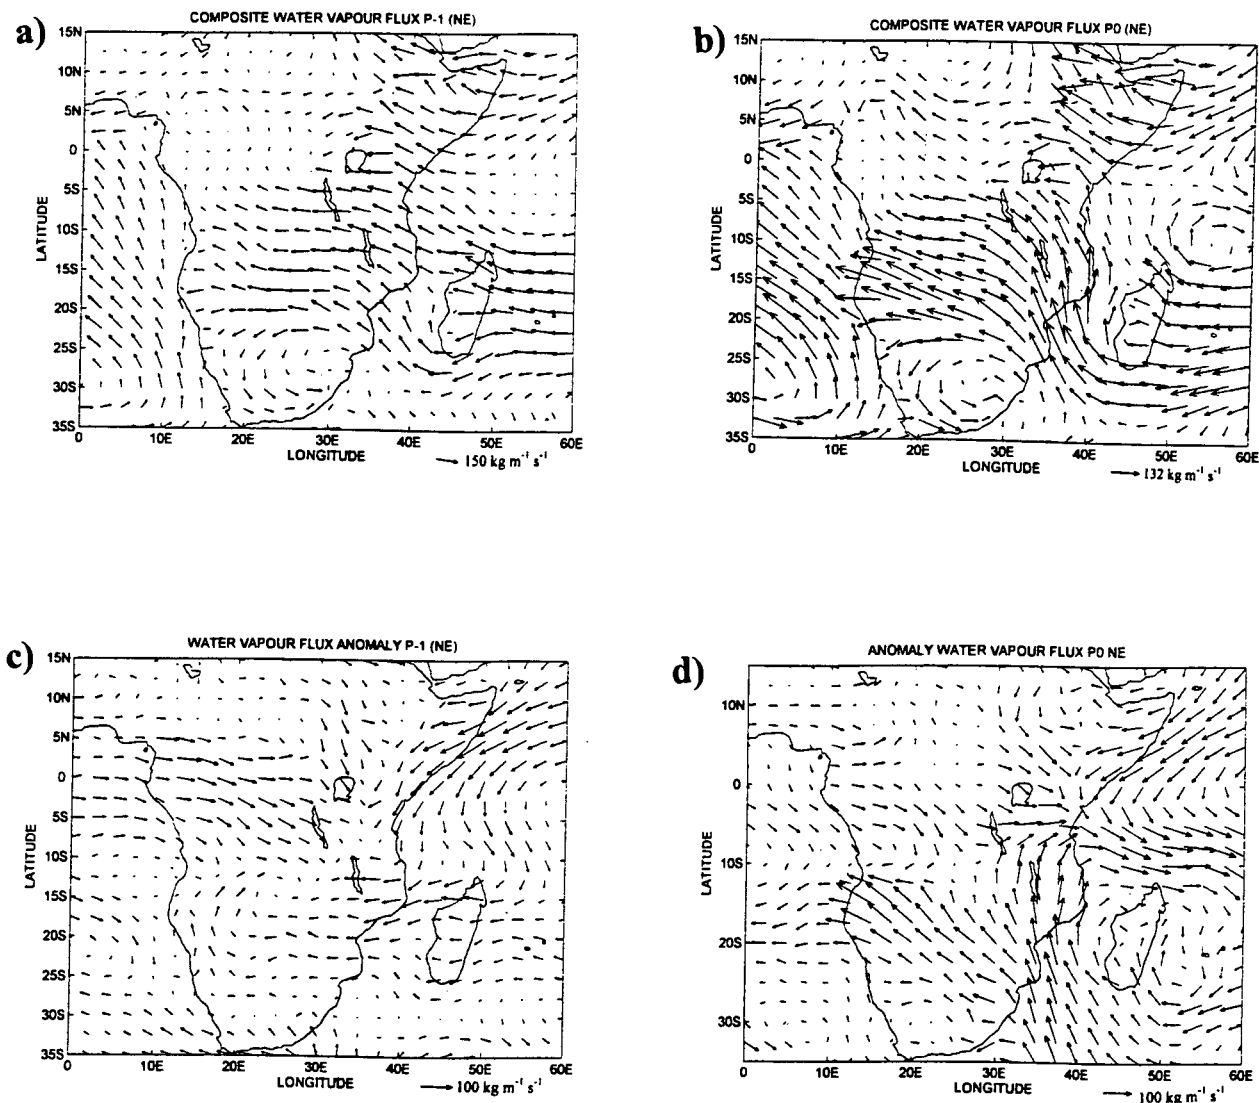 a)
COMPOSITE WATER VAPOUR FLUX P-1 (NE)
15N
10N
5N
0
5S
10S
15S
20S
25S
30S
35S
LATITUDE
0
10E
20E
30E
40E
50E
60E
LONGITUDE
150 kg m⁻¹ s⁻¹
b)
COMPOSITE WATER VAPOUR FLUX P0 (NE)
15N
10N
5N
0
5S
10S
15S
20S
25S
30S
35S
LATITUDE
0
10E
20E
30E
40E
50E
60E
LONGITUDE
132 kg m⁻¹ s⁻¹
c)
WATER VAPOUR FLUX ANOMALY P-1 (NE)
15N
10N
5N
0
5S
10S
15S
20S
25S
30S
35S
LATITUDE
0
10E
20E
30E
40E
50E
60E
LONGITUDE
100 kg m⁻¹ s⁻¹
d)
ANOMALY WATER VAPOUR FLUX P0 NE
10N
0
10S
20S
30S
LATITUDE
0
10E
20E
30E
40E
50E
60E
LONGITUDE
100 kg m⁻¹ s⁻¹